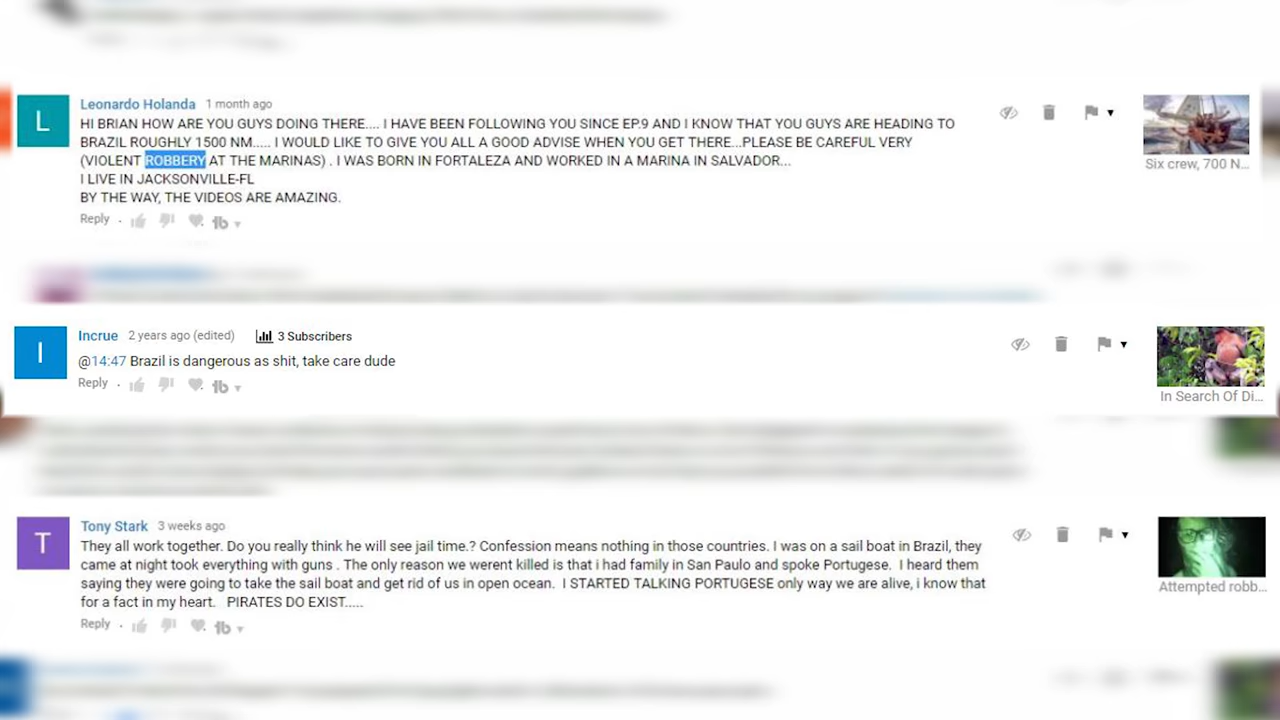 L
Leonardo Holanda 1 month ago
HI BRIAN HOW ARE YOU GUYS DOING THERE.... I HAVE BEEN FOLLOWING YOU SINCE EP.9 AND I KNOW THAT YOU GUYS ARE HEADING TO
BRAZIL ROUGHLY 1500 NM..... I WOULD LIKE TO GIVE YOU ALL A GOOD ADVISE WHEN YOU GET THERE...PLEASE BE CAREFUL VERY
(VIOLENT ROBBERY AT THE MARINAS) . I WAS BORN IN FORTALEZA AND WORKED IN A MARINA IN SALVADOR...
I LIVE IN JACKSONVILLE-FL
BY THE WAY, THE VIDEOS ARE AMAZING.
Reply .
Six crew, 700 N...
I
Incrue 2 years ago (edited) 3 Subscribers
@14:47 Brazil is dangerous as shit, take care dude
Reply .
In Search Of Di...
T
Tony Stark 3 weeks ago
They all work together. Do you really think he will see jail time.? Confession means nothing in those countries. I was on a sail boat in Brazil, they
came at night took everything with guns . The only reason we werent killed is that i had family in San Paulo and spoke Portugese. I heard them
saying they were going to take the sail boat and get rid of us in open ocean. I STARTED TALKING PORTUGESE only way we are alive, i know that
for a fact in my heart. PIRATES DO EXIST.....
Reply .
Attempted robb...